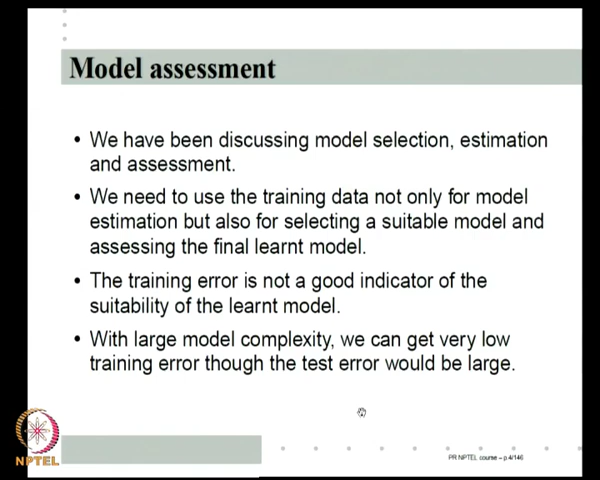 Model assessment
• We have been discussing model selection, estimation
and assessment.
• We need to use the training data not only for model
estimation but also for selecting a suitable model and
assessing the final learnt model.
• The training error is not a good indicator of the
suitability of the learnt model.
• With large model complexity, we can get very low
training error though the test error would be large.
NPTEL
PR NPTEL course – p.4/146